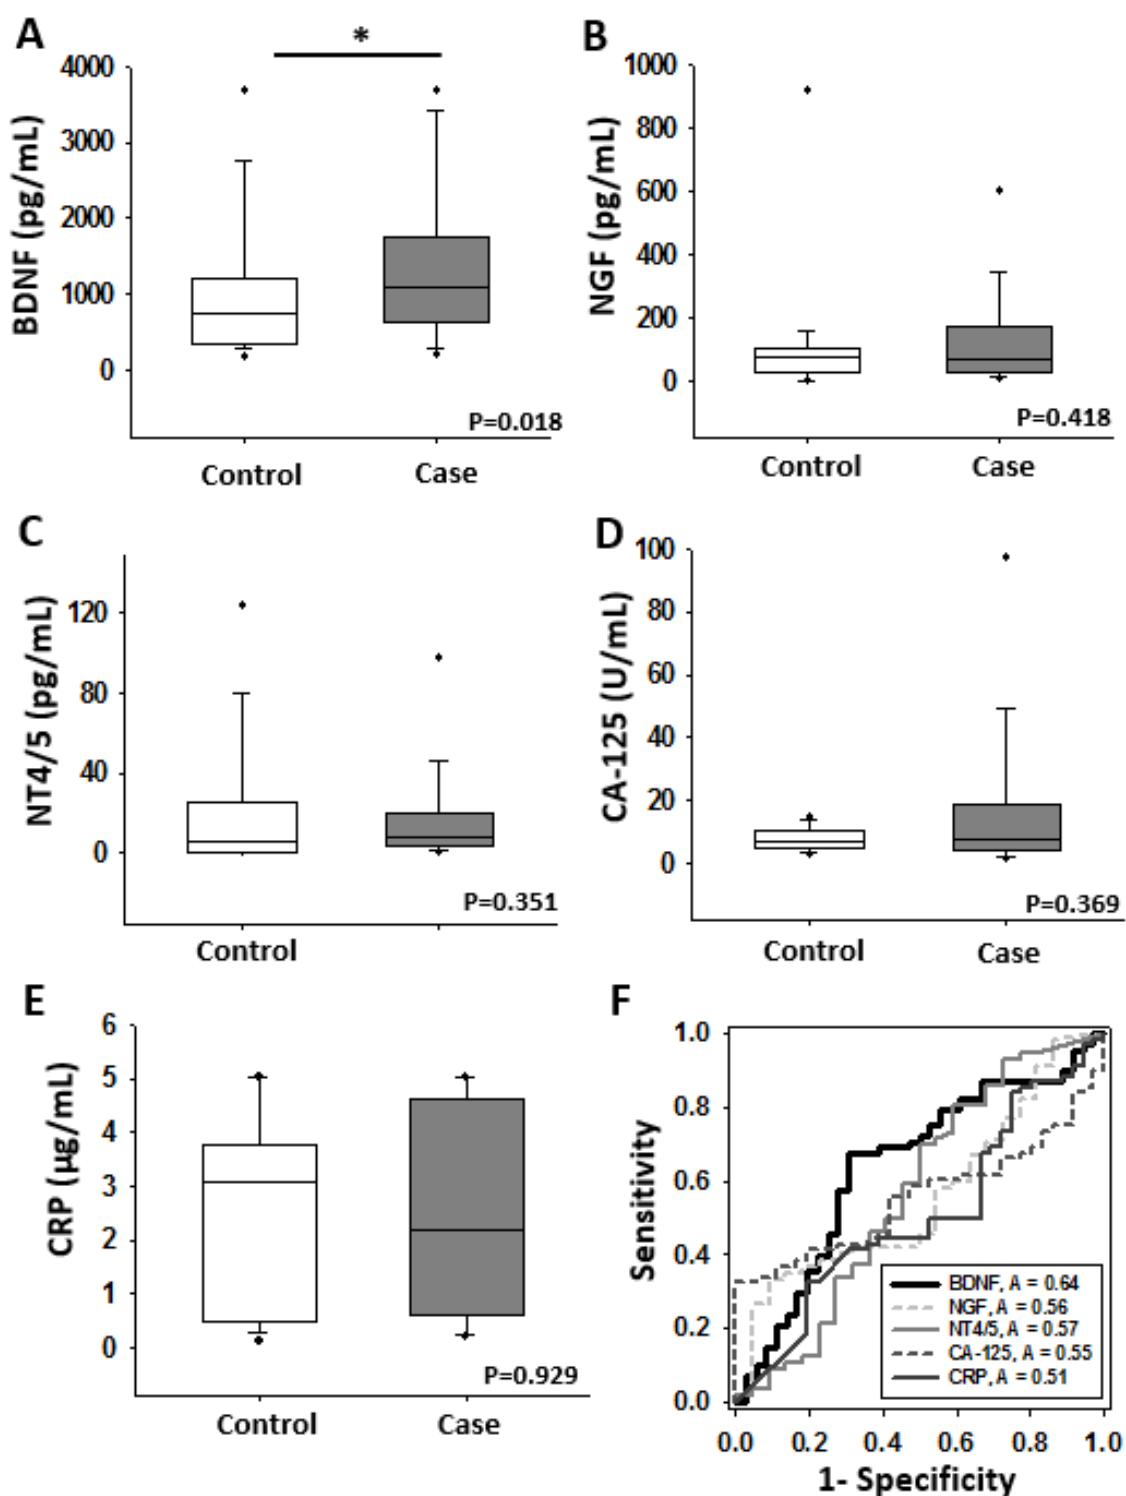 A
*
BDNF (pg/mL)
4000
3000
2000
1000
0
P=0.018
Control Case
B
NGF (pg/mL)
1000
800
600
400
200
0
P=0.418
Control Case
C
NT4/5 (pg/mL)
120
80
40
0
P=0.351
Control
D
CA-125 (U/mL)
100
80
60
40
20
0
P=0.369
Control Case
E
CRP (µg/mL)
6
5
4
3
2
1
0
P=0.929
Control Case
F
Sensitivity
1.0
0.8
0.6
0.4
0.2
0.0
BDNF, A = 0.64
NGF, A = 0.56
NT4/5, A = 0.57
CA-125, A = 0.55
CRP, A = 0.51
0.0 0.2 0.4 0.6 0.8 1.0
1- Specificity